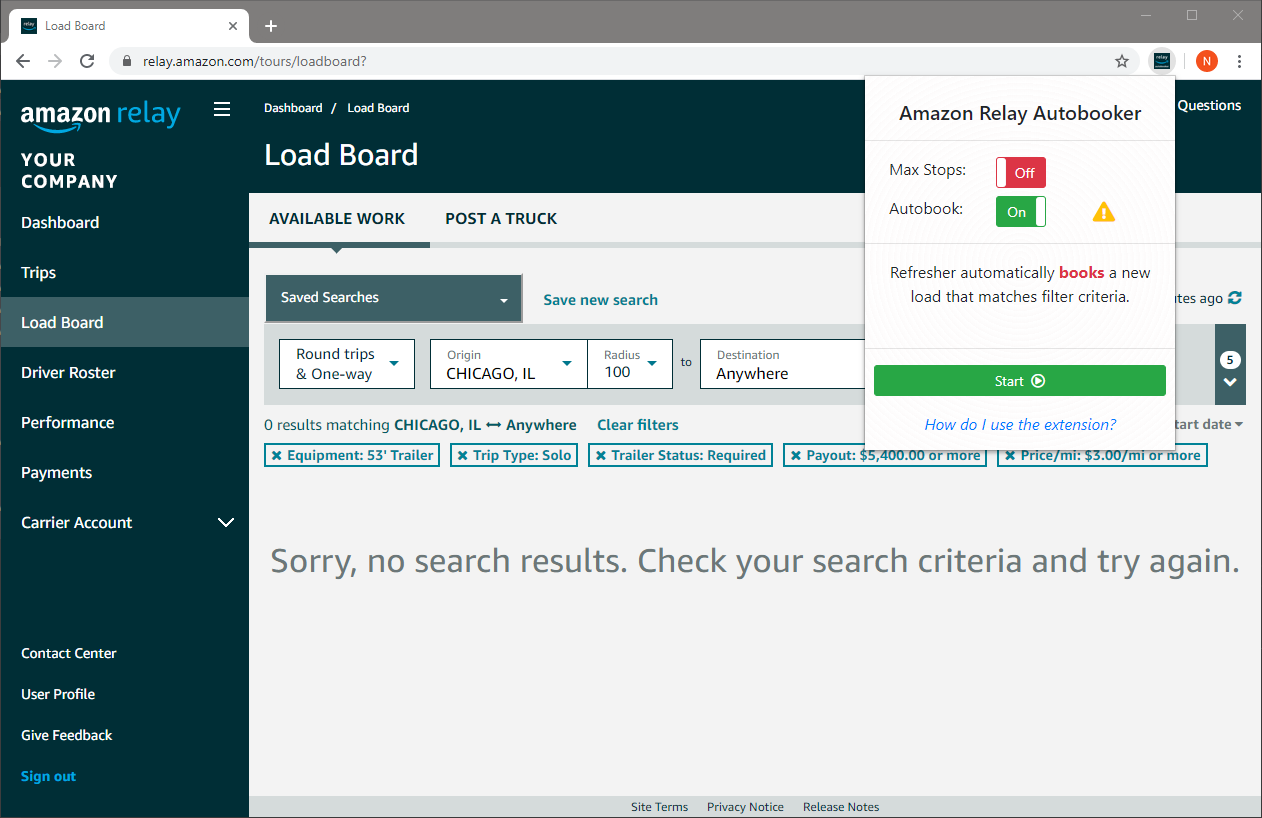 Load Board
relay.amazon.com/tours/loadboard?
N
amazon relay
YOUR
COMPANY
Dashboard
Trips
Load Board
Driver Roster
Performance
Payments
Carrier Account
Contact Center
User Profile
Give Feedback
Sign out
Dashboard / Load Board
Load Board
Questions
AVAILABLE WORK
POST A TRUCK
Saved Searches
Save new search
ago
Round trips
& One-way
Origin
CHICAGO, IL
Radius
100
to
Destination
Anywhere
5
0 results matching CHICAGO, IL ↔ Anywhere
Clear filters
date
Equipment: 53' Trailer
Trip Type: Solo
Trailer Status: Required
Payout: $5,400.00 or more
Price/mi: $3.00/mi or more
Sorry, no search results. Check your search criteria and try again.
Site Terms
Privacy Notice
Release Notes
Amazon Relay Autobooker
Max Stops:
Off
Autobook:
On
Refresher automatically books a new
load that matches filter criteria.
Start
How do I use the extension?